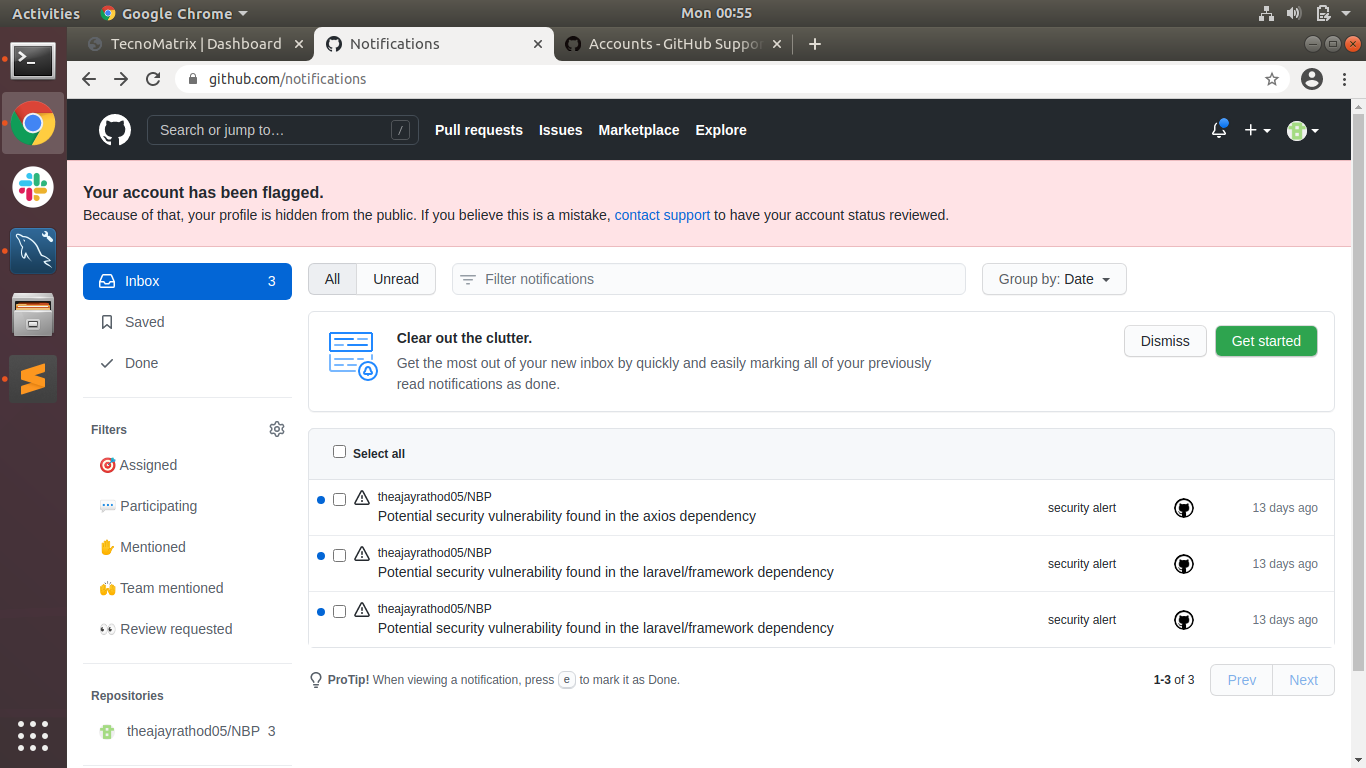 Activities
Google Chrome
Mon 00:55
TecnoMatrix | Dashboard
Notifications
Accounts - GitHub Suppor
github.com/notifications
Search or jump to…
/
Pull requests
Issues
Marketplace
Explore
Your account has been flagged.
Because of that, your profile is hidden from the public. If you believe this is a mistake, contact support to have your account status reviewed.
Inbox 3
Saved
Done
Filters
Assigned
Participating
Mentioned
Team mentioned
Review requested
Repositories
theajayrathod05/NBP 3
All
Unread
Filter notifications
Group by: Date
Clear out the clutter.
Get the most out of your new inbox by quickly and easily marking all of your previously
read notifications as done.
Dismiss
Get started
Select all
theajayrathod05/NBP
Potential security vulnerability found in the axios dependency
security alert
13 days ago
theajayrathod05/NBP
Potential security vulnerability found in the laravel/framework dependency
security alert
13 days ago
theajayrathod05/NBP
Potential security vulnerability found in the laravel/framework dependency
security alert
13 days ago
ProTip! When viewing a notification, press e to mark it as Done.
1-3 of 3
Prev
Next